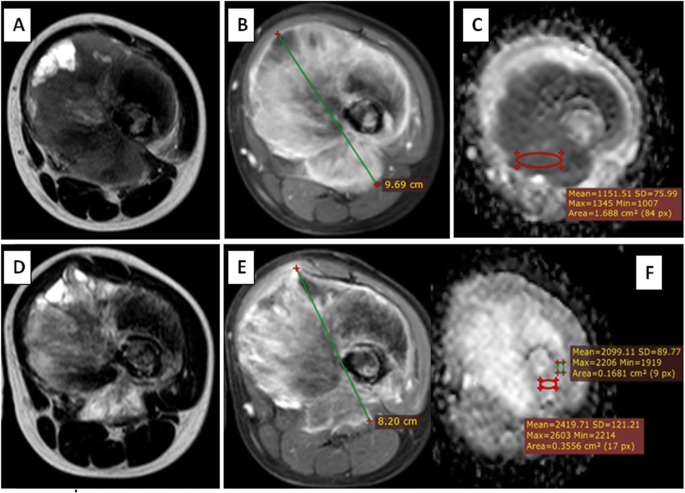 A
B
C
9.69 cm
Mean=1151.51 SD=75.99
Max=1345 Min=1007
Area=1.688 cm² (84 px)
D
E
F
8.20 cm
Mean=2099.11 SD=89.77
Max=2206 Min=1919
Area=0.1681 cm² (9 px)
Mean=2419.71 SD=121.21
Max=2603 Min=2214
Area=0.3556 cm² (17 px)